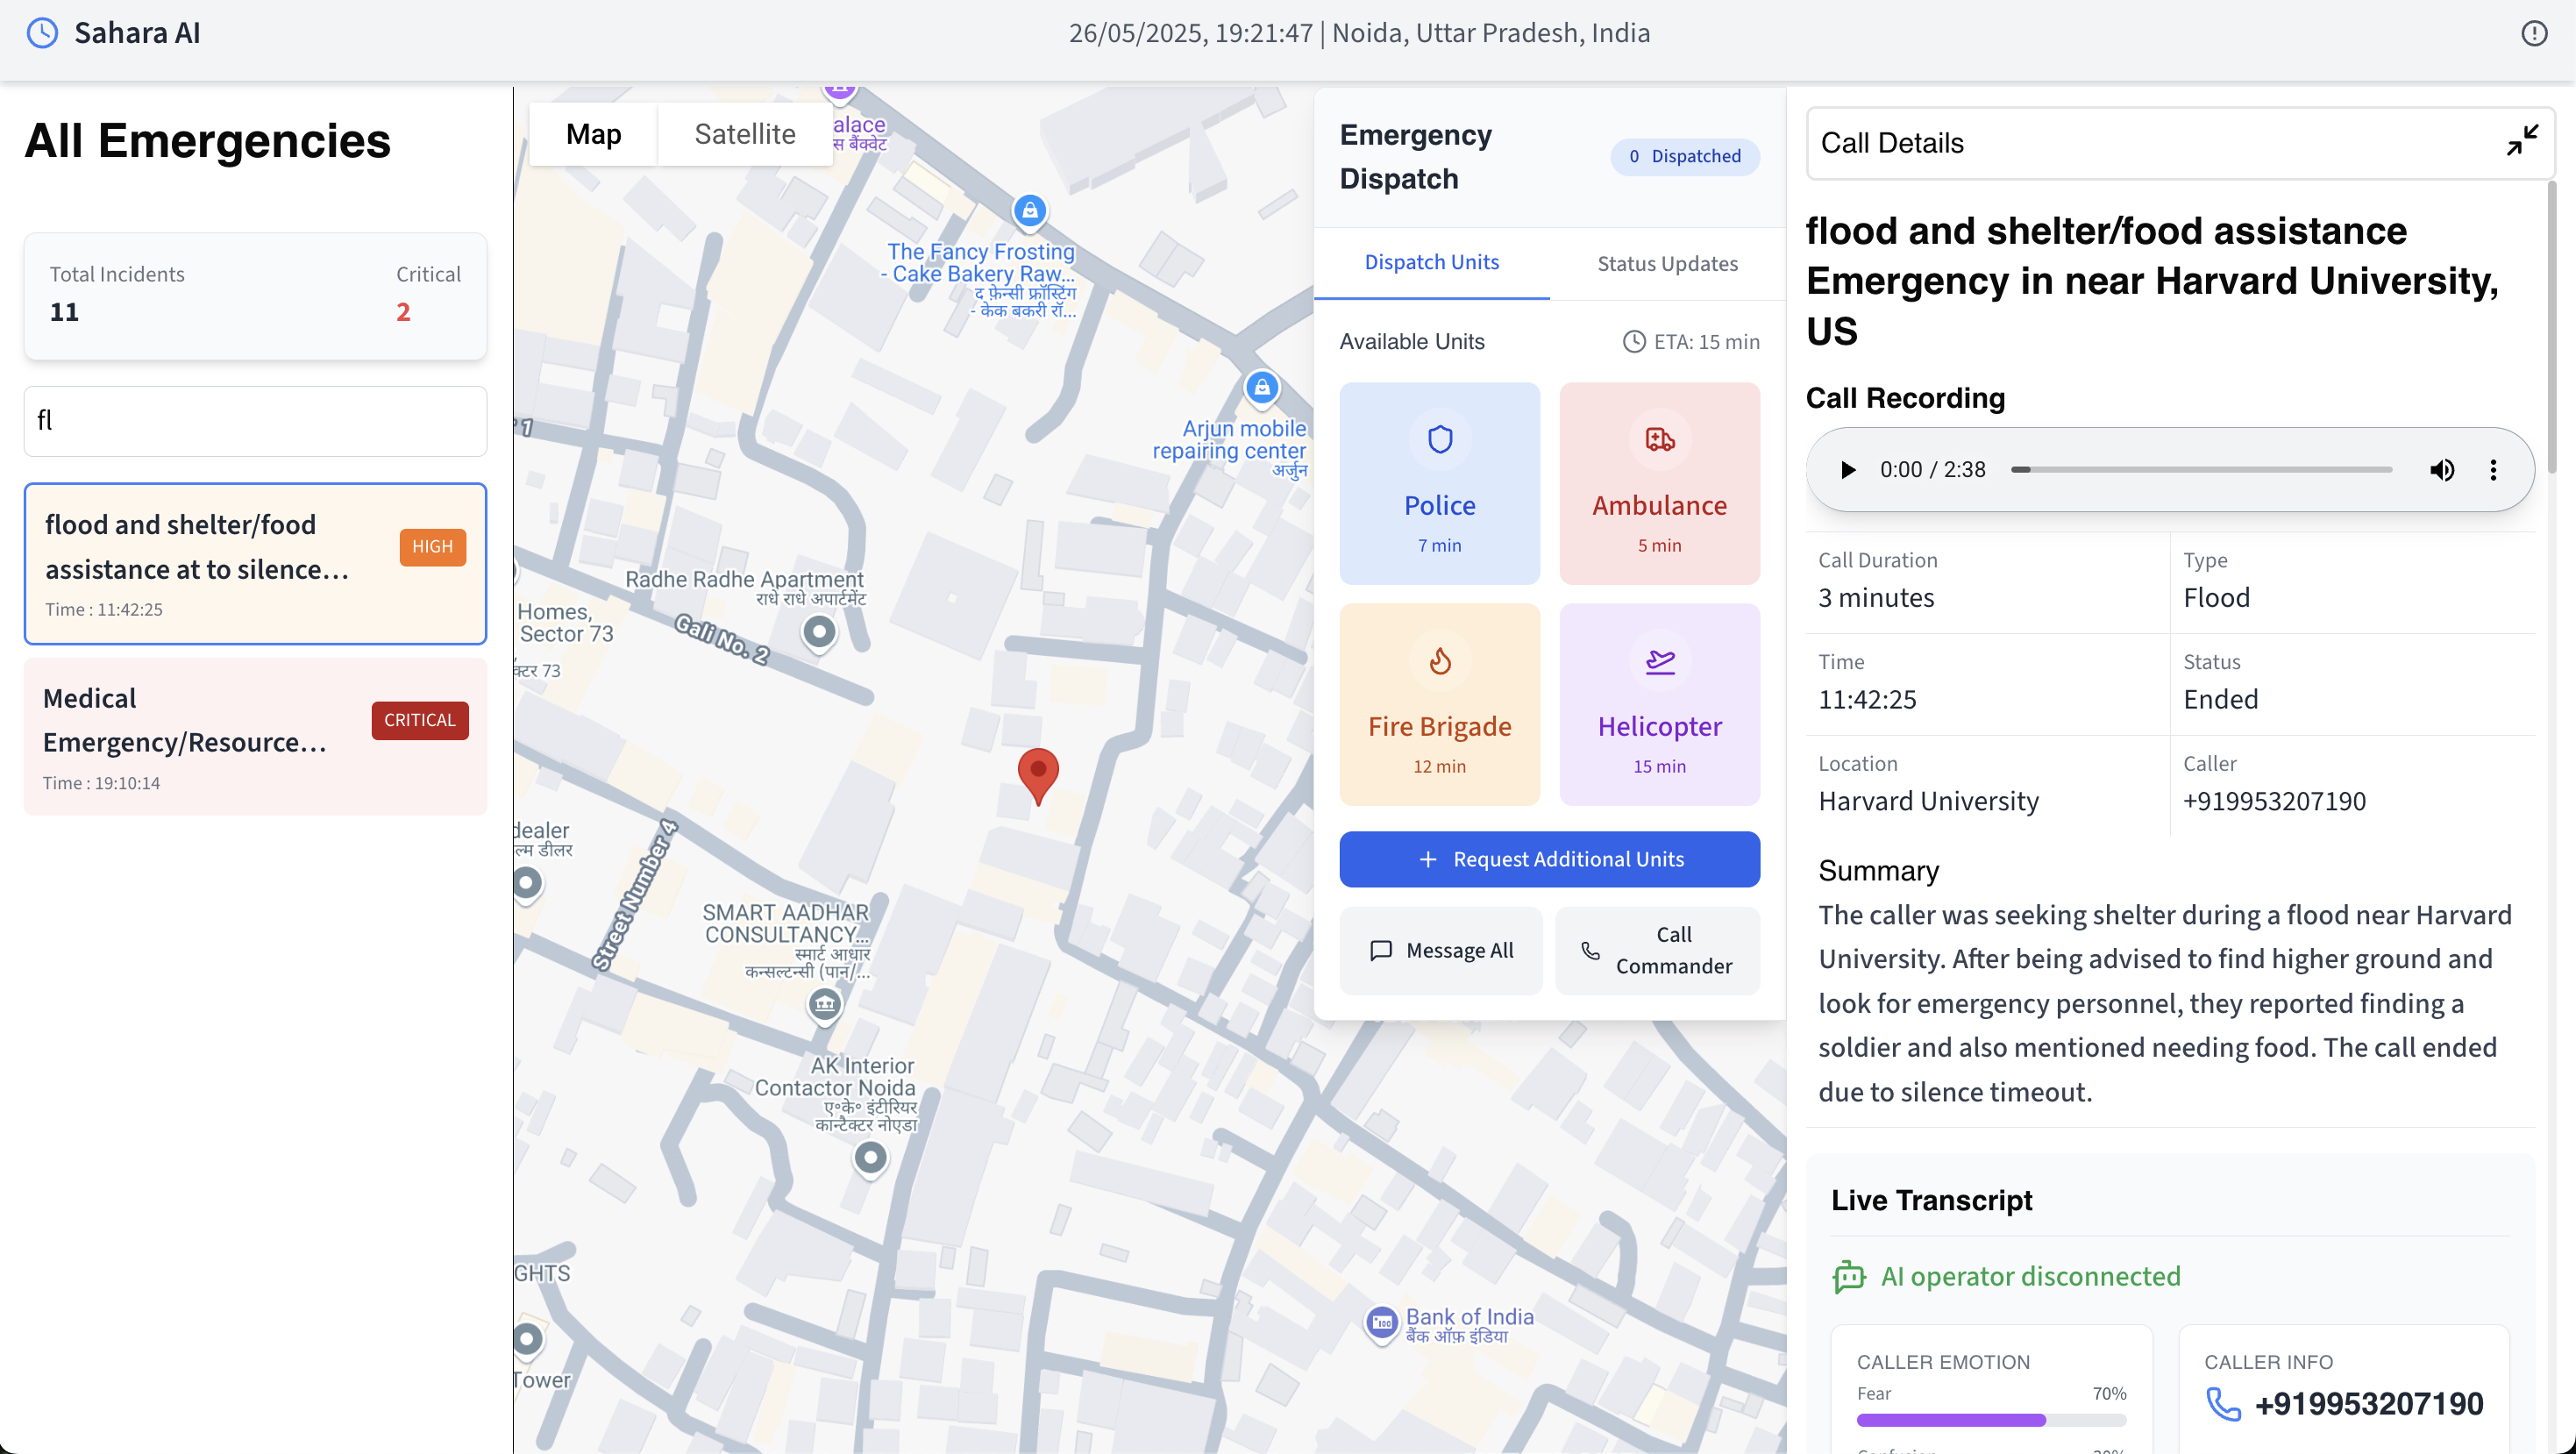 Sahara AI
26/05/2025, 19:21:47 | Noida, Uttar Pradesh, India
All Emergencies
Total Incidents
11
Critical
2
fl
flood and shelter/food
assistance at to silence...
HIGH
Time : 11:42:25
Medical
Emergency/Resource...
CRITICAL
Time : 19:10:14
Map
Satellite
alace
स बैंक्वेट
The Fancy Frosting
- Cake Bakery Raw...
द फ़ेन्सी फ्रॉस्टिंग
- केक बकरी रॉ...
1
Arjun mobile
repairing center
अर्जुन
Radhe Radhe Apartment
राधे राधे अपार्टमेंट
Homes,
Sector 73
क्टर 73
Gali No. 2
dealer
ल्म डीलर
Street Number 4
SMART AADHAR
CONSULTANCY...
स्मार्ट आधार
कन्सल्टन्सी (पान/...
AK Interior
Contactor Noida
ए०के० इंटीरियर
कान्टैक्टर नोएडा
GHTS
Tower
Bank of India
बैंक ऑफ़ इंडिया
Emergency
Dispatch
0 Dispatched
Dispatch Units
Status Updates
Available Units
ETA: 15 min
Police
7 min
Ambulance
5 min
Fire Brigade
12 min
Helicopter
15 min
+ Request Additional Units
Message All
Call
Commander
Call Details
flood and shelter/food assistance
Emergency in near Harvard University,
US
Call Recording
0:00 / 2:38
Call Duration
3 minutes
Type
Flood
Time
11:42:25
Status
Ended
Location
Harvard University
Caller
+919953207190
Summary
The caller was seeking shelter during a flood near Harvard
University. After being advised to find higher ground and
look for emergency personnel, they reported finding a
soldier and also mentioned needing food. The call ended
due to silence timeout.
Live Transcript
AI operator disconnected
CALLER EMOTION
Fear
70%
CALLER INFO
+919953207190